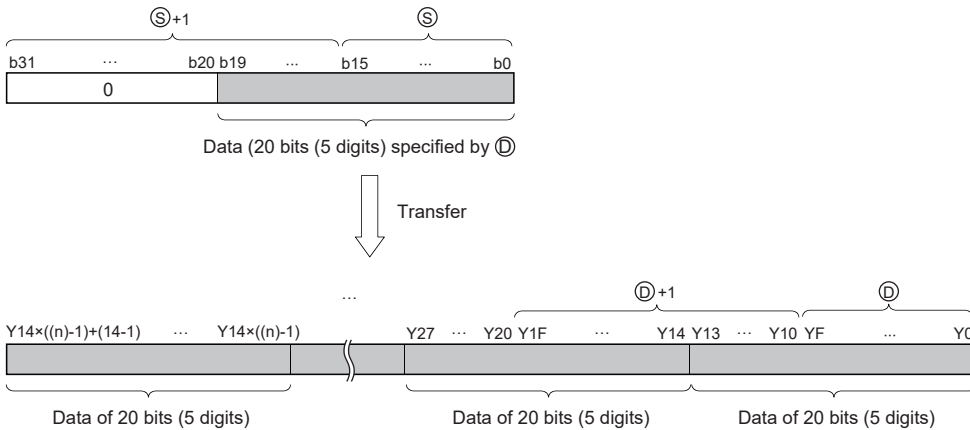 Ⓢ+1 Ⓢ
b31 ... b20 b19 ... b15 ... b0
0
Data (20 bits (5 digits) specified by Ⓓ
Transfer
...
Ⓓ+1 Ⓓ
Y14×((n)-1)+(14-1) ... Y14×((n)-1) Y27 ... Y20 Y1F ... Y14 Y13 ... Y10 YF ... Y0
Data of 20 bits (5 digits) Data of 20 bits (5 digits) Data of 20 bits (5 digits)